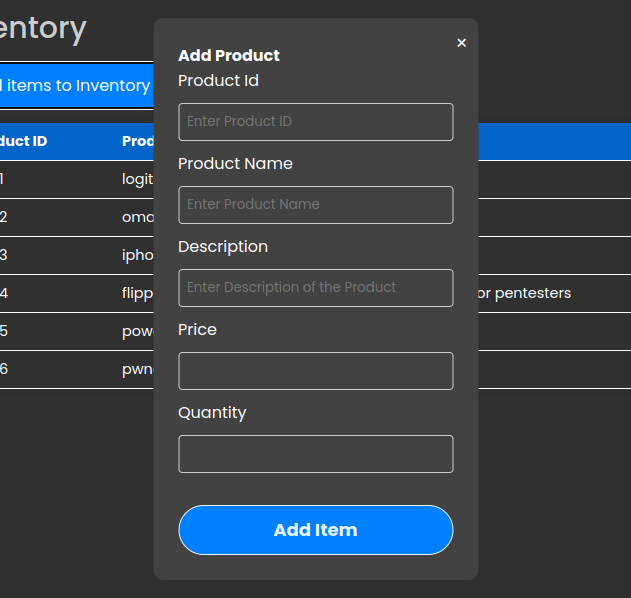 entory
×
Add Product
Product Id
items to Inventory
Enter Product ID
duct ID
Prod
Product Name
1
logit
Enter Product Name
2
oma
Description
3
ipho
Enter Description of the Product
4
flipp
or pentesters
Price
5
powe
6
pwn
Quantity
Add Item